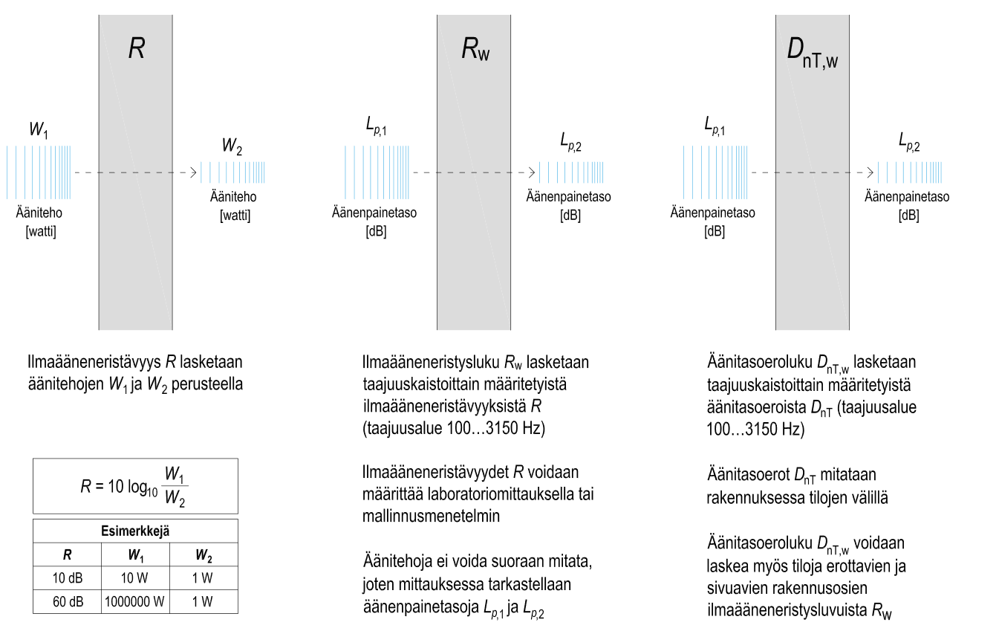 R
W1
W2
Ääniteho
[watti]
Ääniteho
[watti]
Ilmaääneneristävyys R lasketaan
äänitehojen W1 ja W2 perusteella
R = 10 log10 W1/W2
Esimerkkejä
R W1 W2
10 dB 10 W 1 W
60 dB 1000000 W 1 W
Rw
Lp,1
Lp,2
Äänenpainetaso
[dB]
Äänenpainetaso
[dB]
Ilmaääneneristysluku Rw lasketaan
taajuuskaistoittain määritetyistä
ilmaääneneristävyyksistä R
(taajuusalue 100…3150 Hz)
Ilmaääneneristävyydet R voidaan
määrittää laboratoriomittauksella tai
mallinnusmenetelmin
Äänitehoja ei voida suoraan mitata,
joten mittauksessa tarkastellaan
äänenpainetasoja Lp,1 ja Lp,2
DnT,w
Lp,1
Lp,2
Äänenpainetaso
[dB]
Äänenpainetaso
[dB]
Äänitasoeroluku DnT,w lasketaan
taajuuskaistoittain määritetyistä
äänitasoeroista DnT (taajuusalue
100…3150 Hz)
Äänitasoerot DnT mitataan
rakennuksessa tilojen välillä
Äänitasoeroluku DnT,w voidaan
laskea myös tiloja erottavien ja
sivuavien rakennusosien
ilmaääneneristysluvuista Rw